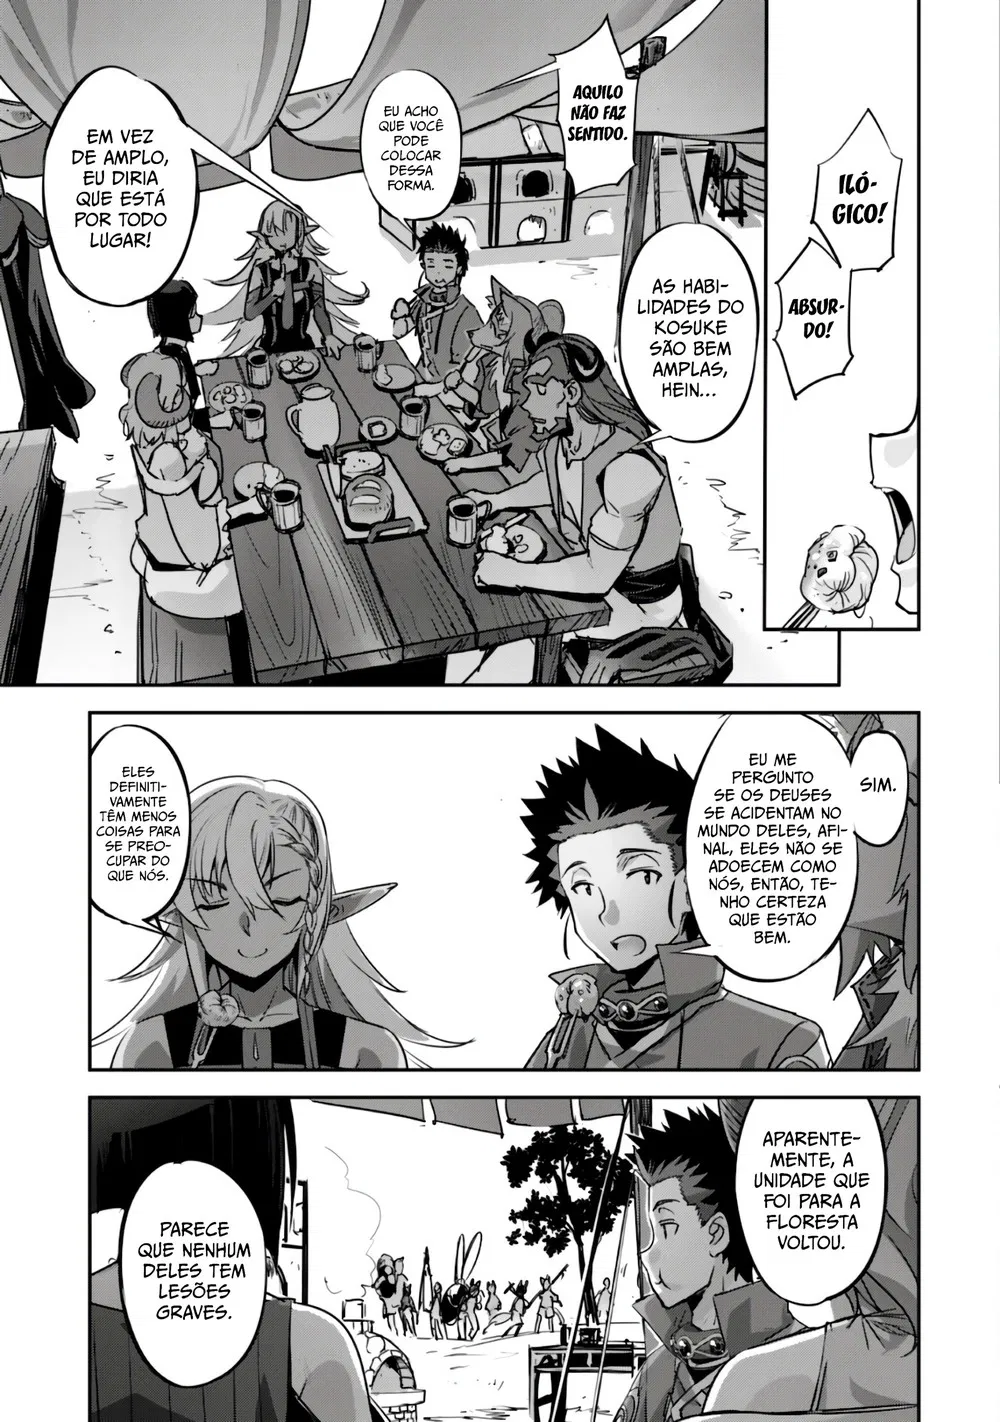 ILÓ-
GICO!
ABSUR-
DO!
AQUILO
NÃO FAZ
SENTIDO.
AS HABI-
LIDADES DO
KOSUKE
SÃO BEM
AMPLAS,
HEIN...
EU ACHO
QUE VOCÊ
PODE
COLOCAR
DESSA
FORMA.
EM VEZ
DE AMPLO,
EU DIRIA
QUE ESTÁ
POR TODO
LUGAR!
SIM.
EU ME
PERGUNTO
SE OS DEUSES
SE ACIDENTAM NO
MUNDO DELES, AFI-
NAL, ELES NÃO SE
ADOECEM COMO
NÓS, ENTÃO, TE-
NHO CERTEZA
QUE ESTÃO
BEM.
ELES
DEFINITI-
VAMENTE
TÊM MENOS
COISAS PARA
SE PREO-
CUPAR DO
QUE NÓS.
APARENTE-
MENTE, A
UNIDADE QUE
FOI PARA A
FLORESTA
VOLTOU.
PARECE
QUE NENHUM
DELES TEM
LESÕES
GRAVES.